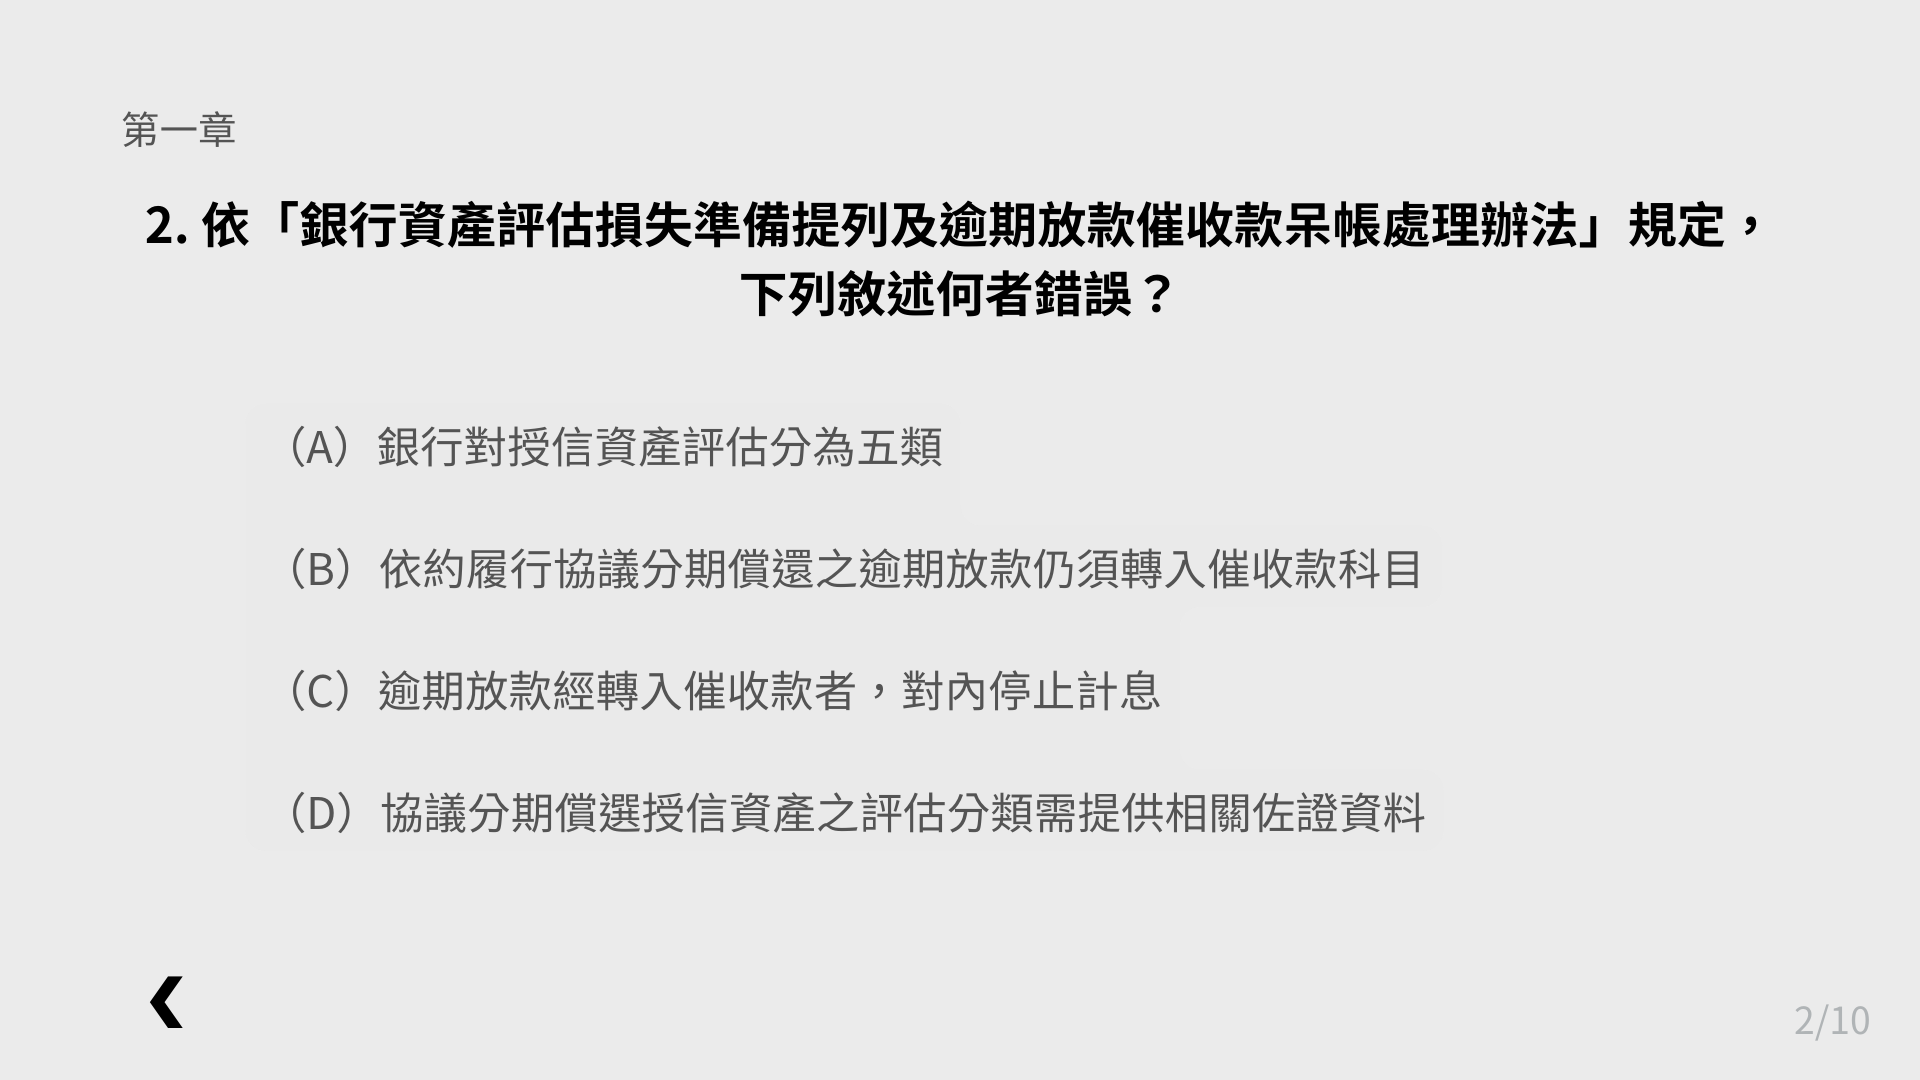 第一章
2. 依「銀行資產評估損失準備提列及逾期放款催收款呆帳處理辦法」規定，
下列敘述何者錯誤？
（A）銀行對授信資產評估分為五類
（B）依約履行協議分期償還之逾期放款仍須轉入催收款科目
（C）逾期放款經轉入催收款者，對內停止計息
（D）協議分期償選授信資產之評估分類需提供相關佐證資料
2/10